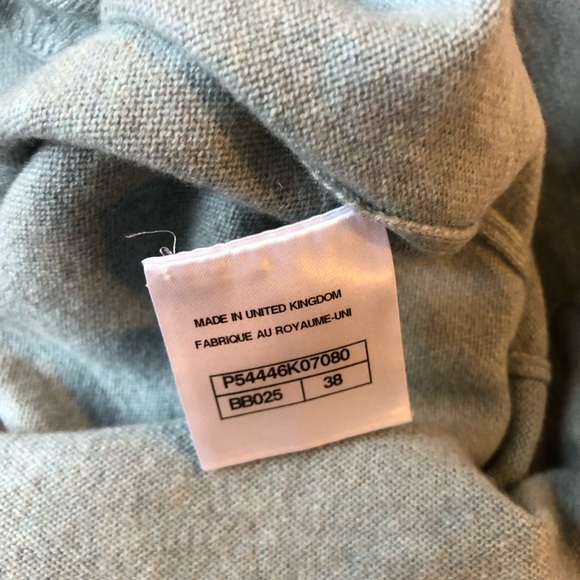 MADE IN UNITED KINGDOM
FABRIQUE AU ROYAUME-UNI
P54446K07080
BB025 38